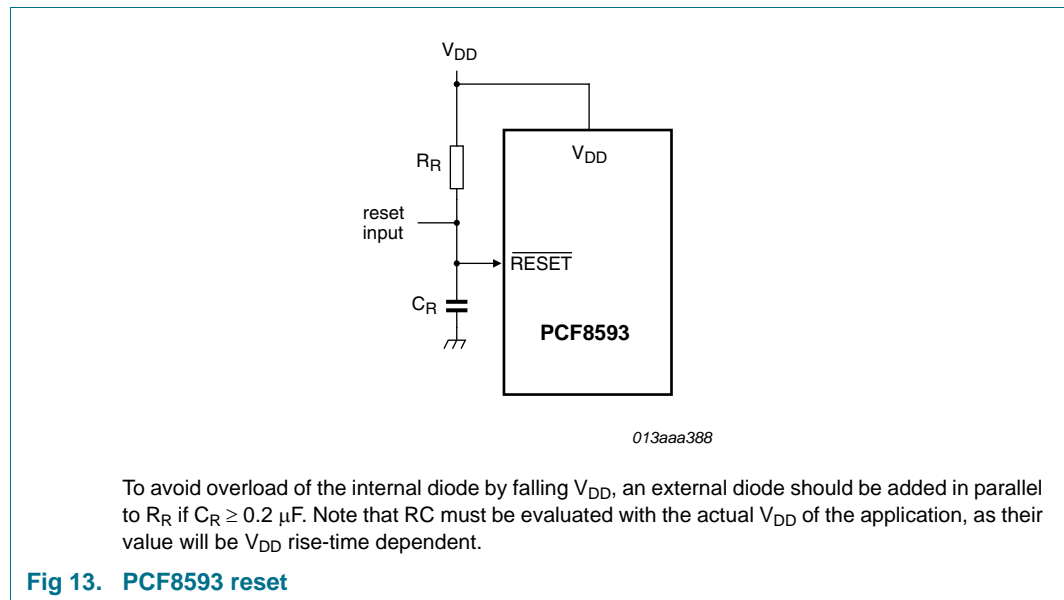 VDD
VDD
RR
reset
input
RESET
CR
PCF8593
013aaa388
To avoid overload of the internal diode by falling VDD, an external diode should be added in parallel
to RR if CR ≥ 0.2 μF. Note that RC must be evaluated with the actual VDD of the application, as their
value will be VDD rise-time dependent.
Fig 13. PCF8593 reset